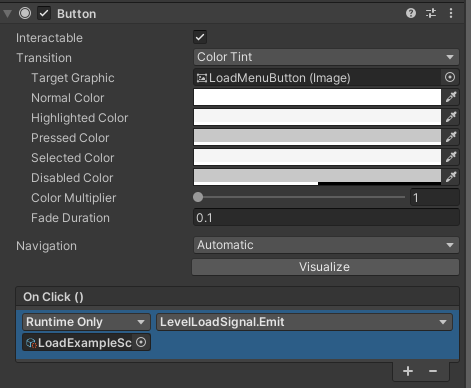 Button
Interactable
Transition Color Tint
Target Graphic LoadMenuButton (Image)
Normal Color
Highlighted Color
Pressed Color
Selected Color
Disabled Color
Color Multiplier 1
Fade Duration 0.1
Navigation Automatic
Visualize
On Click ()
Runtime Only LevelLoadSignal.Emit
LoadExampleSc